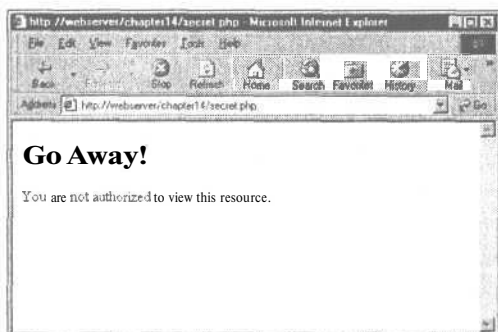 http://webserver/chapter14/secret.php - Microsoft Internet Explorer
File Edit View Favorites Tools Help
Back Stop Refresh Home Search Favorites History Mail
Address http://webserver/chapter14/secret.php Go
Go Away!
You are not authorized to view this resource.